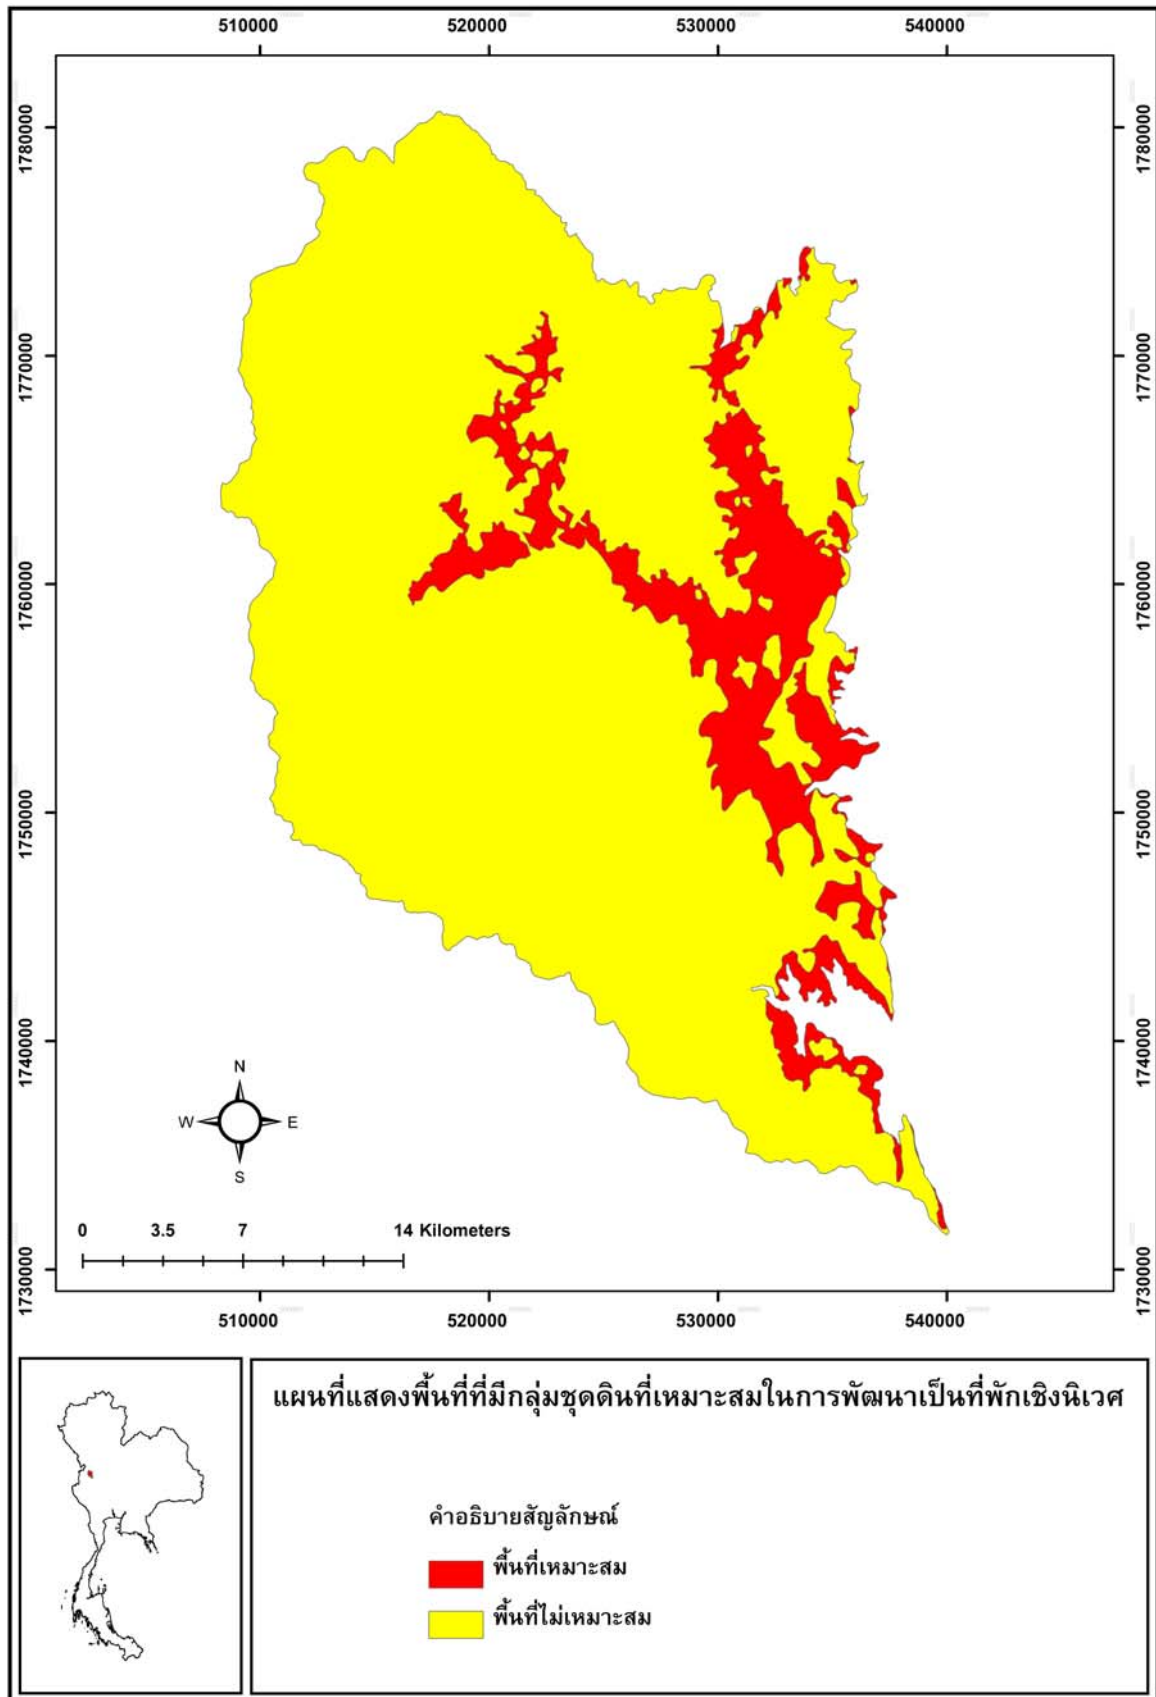 510000 520000 530000 540000
1780000 1780000
1770000 1770000
1760000 1760000
1750000 1750000
1740000 1740000
1730000 1730000
N
W E
S
0 3.5 7 14 Kilometers
510000 520000 530000 540000
แผนที่แสดงพื้นที่ที่มีกลุ่มชุดดินที่เหมาะสมในการพัฒนาเป็นที่พักเชิงนิเวศ
คำอธิบายสัญลักษณ์
พื้นที่เหมาะสม
พื้นที่ไม่เหมาะสม